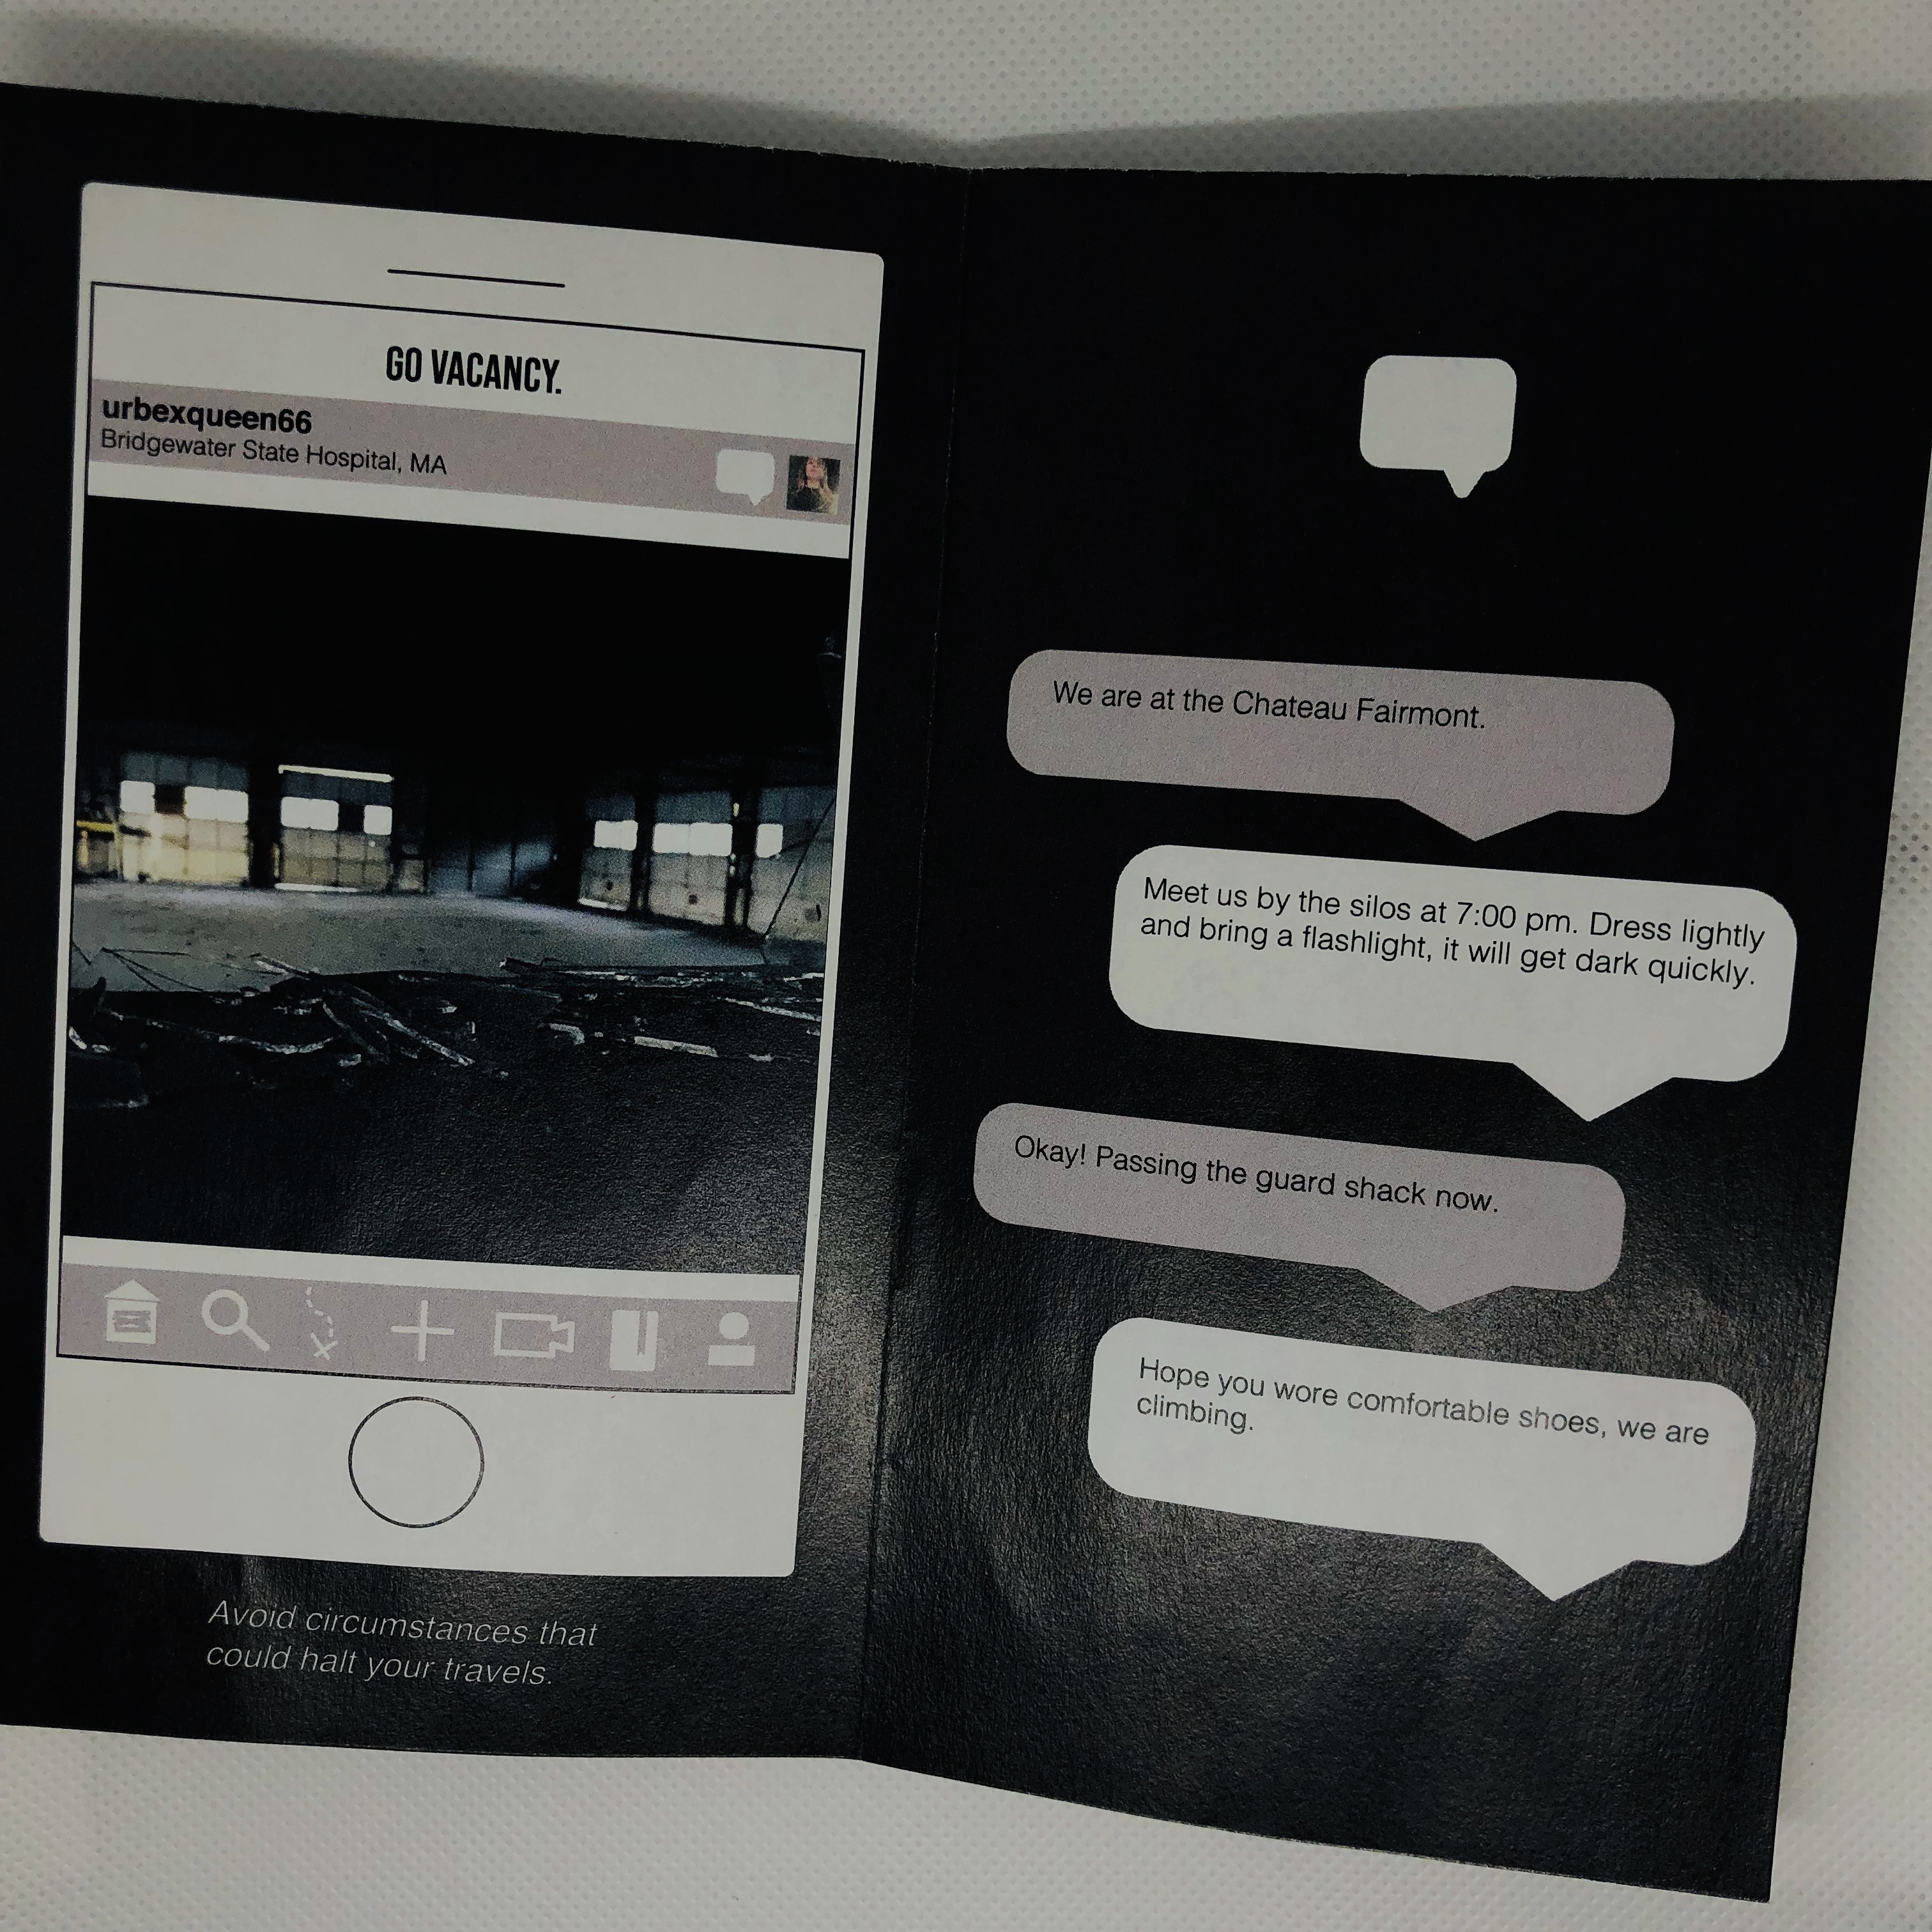 GO VACANCY.
urbexqueen66
Bridgewater State Hospital, MA
Avoid circumstances that
could halt your travels.
We are at the Chateau Fairmont.
Meet us by the silos at 7:00 pm. Dress lightly
and bring a flashlight, it will get dark quickly.
Okay! Passing the guard shack now.
Hope you wore comfortable shoes, we are
climbing.